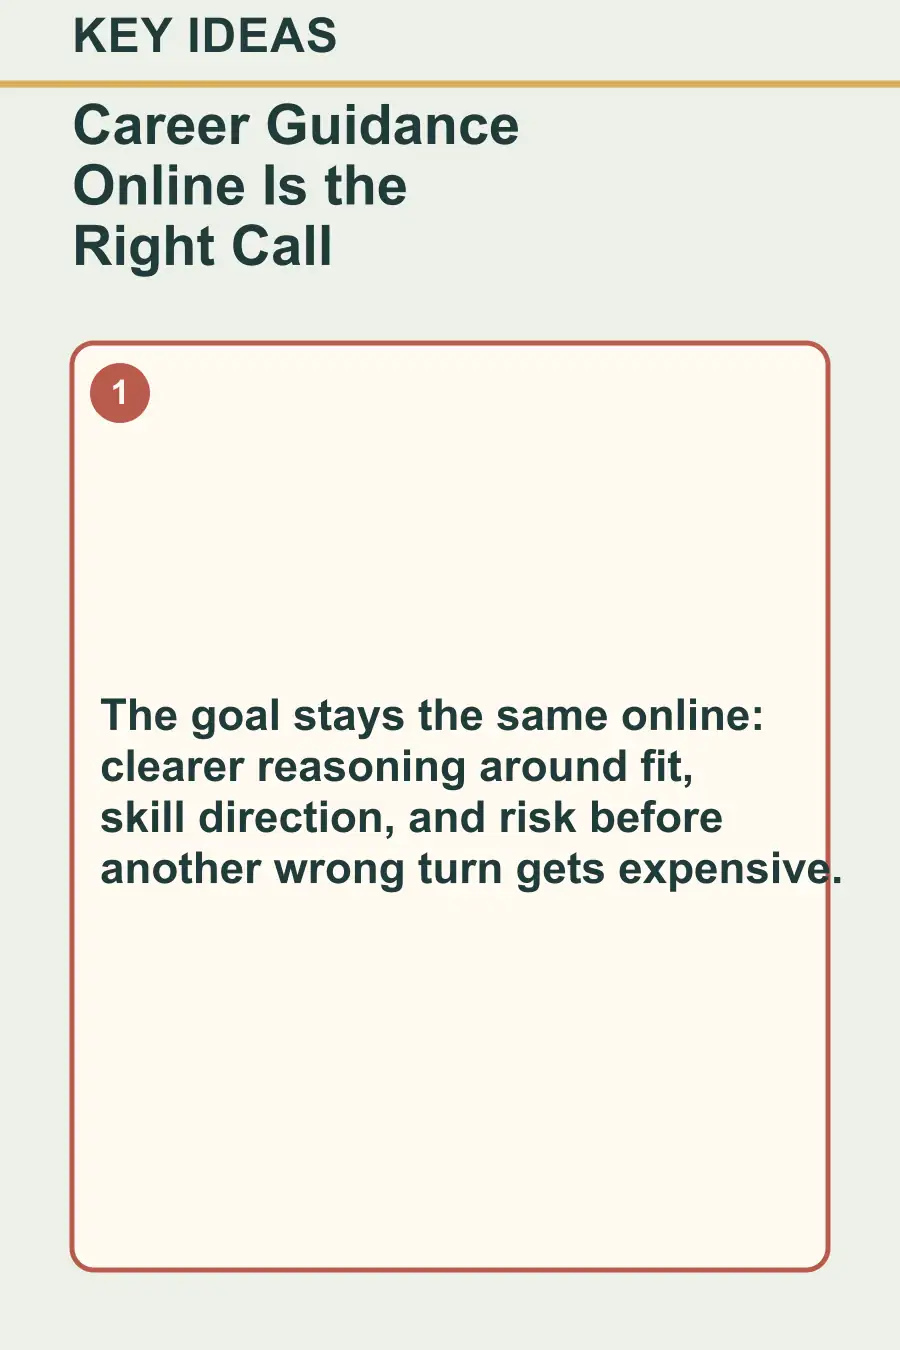 KEY IDEAS
Career Guidance
Online Is the
Right Call
1
The goal stays the same online:
clearer reasoning around fit,
skill direction, and risk before
another wrong turn gets expensive.